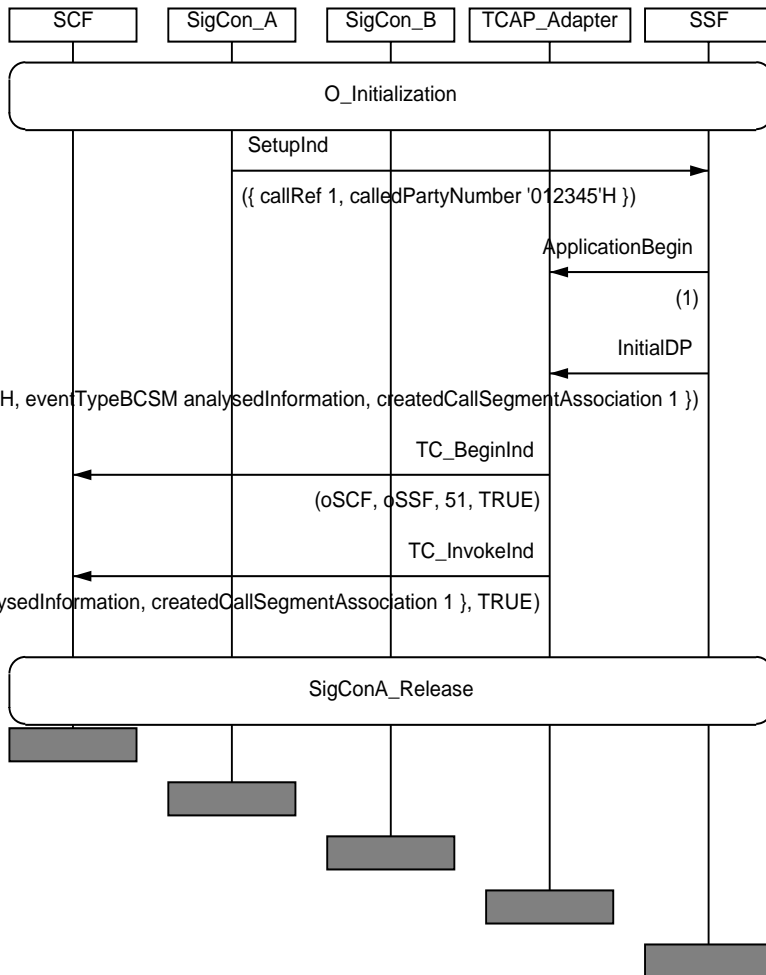 SCF SigCon_A SigCon_B TCAP_Adapter SSF
O_Initialization
SetupInd
({ callRef 1, calledPartyNumber '012345'H })
ApplicationBegin
(1)
InitialDP
H, eventTypeBCSM analysedInformation, createdCallSegmentAssociation 1 })
TC_BeginInd
(oSCF, oSSF, 51, TRUE)
TC_InvokeInd
ysedInformation, createdCallSegmentAssociation 1 }, TRUE)
SigConA_Release